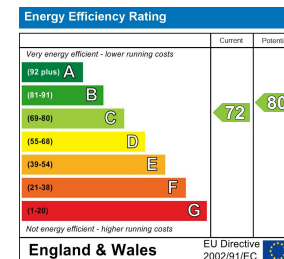 Energy Efficiency Rating
Current Potenti
Very energy efficient - lower running costs
(92 plus) A
(81-91) B
(69-80) C
(55-68) D
(39-54) E
(21-38) F
(1-20) G
72
80
Not energy efficient - higher running costs
England & Wales
EU Directive
2002/91/EC